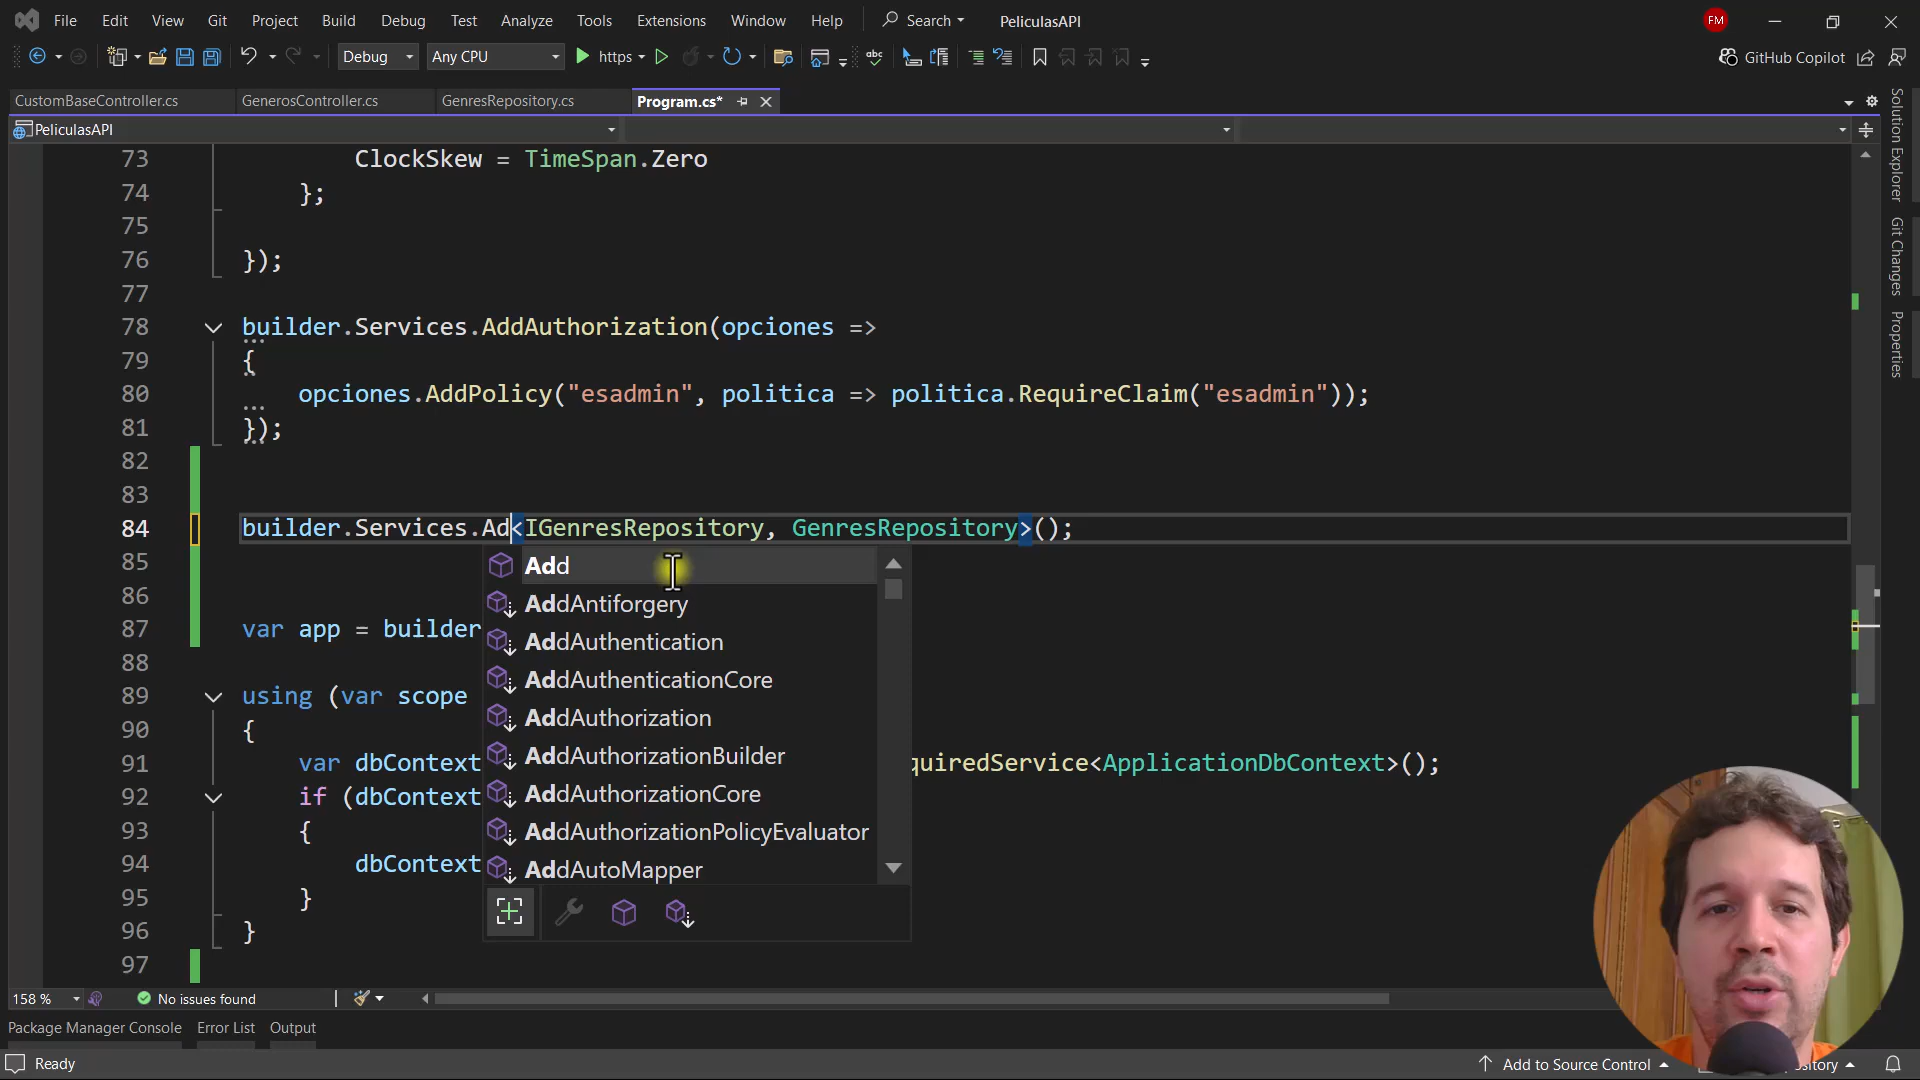 File Edit View Git Project Build Debug Test Analyze Tools Extensions Window Help Search PeliculasAPI FM
Debug Any CPU https GitHub Copilot
CustomBaseController.cs GenerosController.cs GenresRepository.cs Program.cs*
PeliculasAPI
73 ClockSkew = TimeSpan.Zero
74 };
75
76 });
77
78 builder.Services.AddAuthorization(opciones =>
79 {
80 opciones.AddPolicy("esadmin", politica => politica.RequireClaim("esadmin"));
81 });
82
83
84 builder.Services.Ad<IGenresRepository, GenresRepository>();
85
86
87 var app = builder
88
89 using (var scope
90 {
91 var dbContext quiredService<ApplicationDbContext>();
92 if (dbContext
93 {
94 dbContext
95 }
96 }
97
Add
AddAntiforgery
AddAuthentication
AddAuthenticationCore
AddAuthorization
AddAuthorizationBuilder
AddAuthorizationCore
AddAuthorizationPolicyEvaluator
AddAutoMapper
Solution Explorer
Git Changes
Properties
158 % No issues found
Package Manager Console Error List Output
Ready Add to Source Control